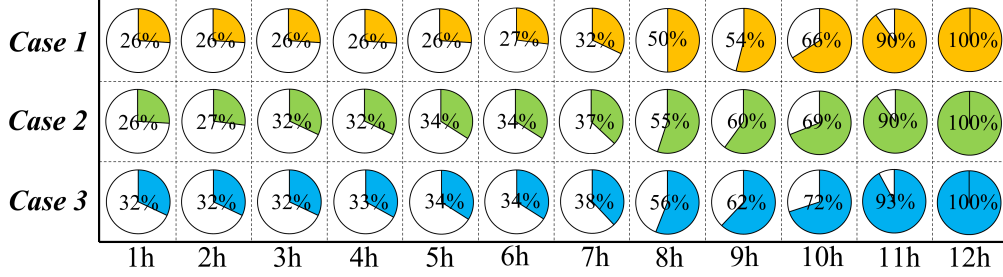 Case 1 26% 26% 26% 26% 26% 27% 32% 50% 54% 66% 90% 100%
Case 2 26% 27% 32% 32% 34% 34% 37% 55% 60% 69% 90% 100%
Case 3 32% 32% 32% 33% 34% 34% 38% 56% 62% 72% 93% 100%
1h 2h 3h 4h 5h 6h 7h 8h 9h 10h 11h 12h